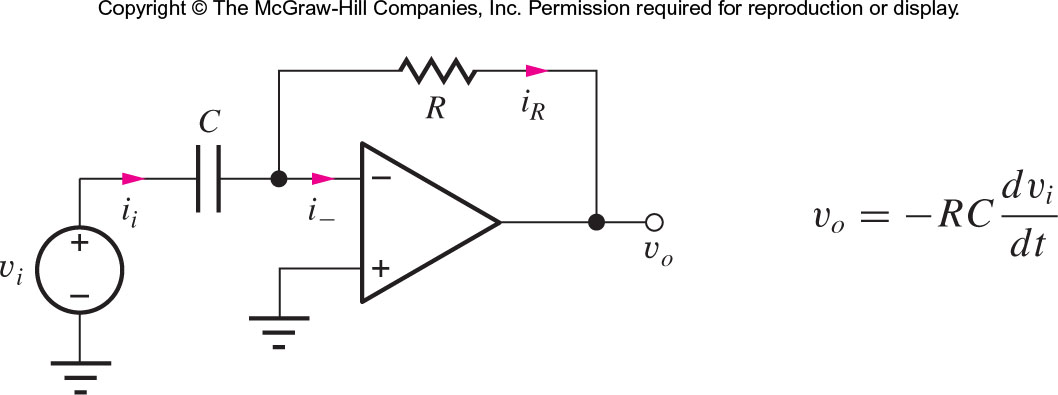 Copyright © The McGraw-Hill Companies, Inc. Permission required for reproduction or display.
R
i_R
C
i_i
i_−
−
+
v_o
v_i
+
−
v_o = −RC dv_i/dt